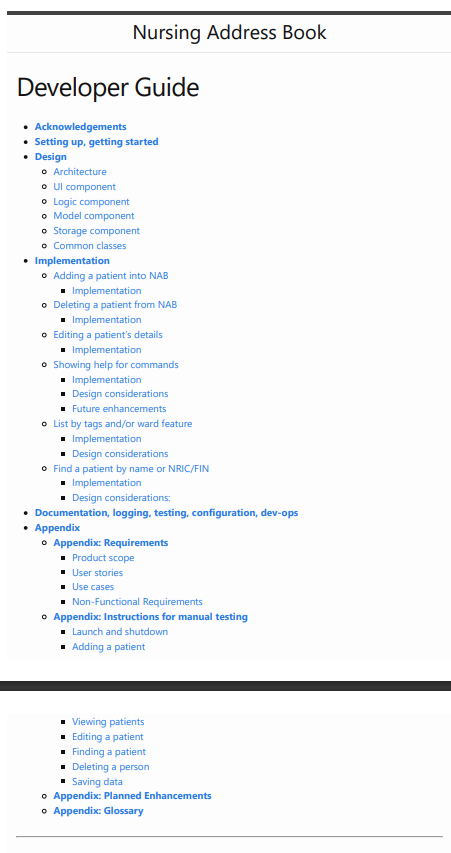 Nursing Address Book
Developer Guide
Acknowledgements
Setting up, getting started
Design
Architecture
UI component
Logic component
Model component
Storage component
Common classes
Implementation
Adding a patient into NAB
Implementation
Deleting a patient from NAB
Implementation
Editing a patient's details
Implementation
Showing help for commands
Implementation
Design considerations
Future enhancements
List by tags and/or ward feature
Implementation
Design considerations
Find a patient by name or NRIC/FIN
Implementation
Design considerations:
Documentation, logging, testing, configuration, dev-ops
Appendix
Appendix: Requirements
Product scope
User stories
Use cases
Non-Functional Requirements
Appendix: Instructions for manual testing
Launch and shutdown
Adding a patient
Viewing patients
Editing a patient
Finding a patient
Deleting a person
Saving data
Appendix: Planned Enhancements
Appendix: Glossary